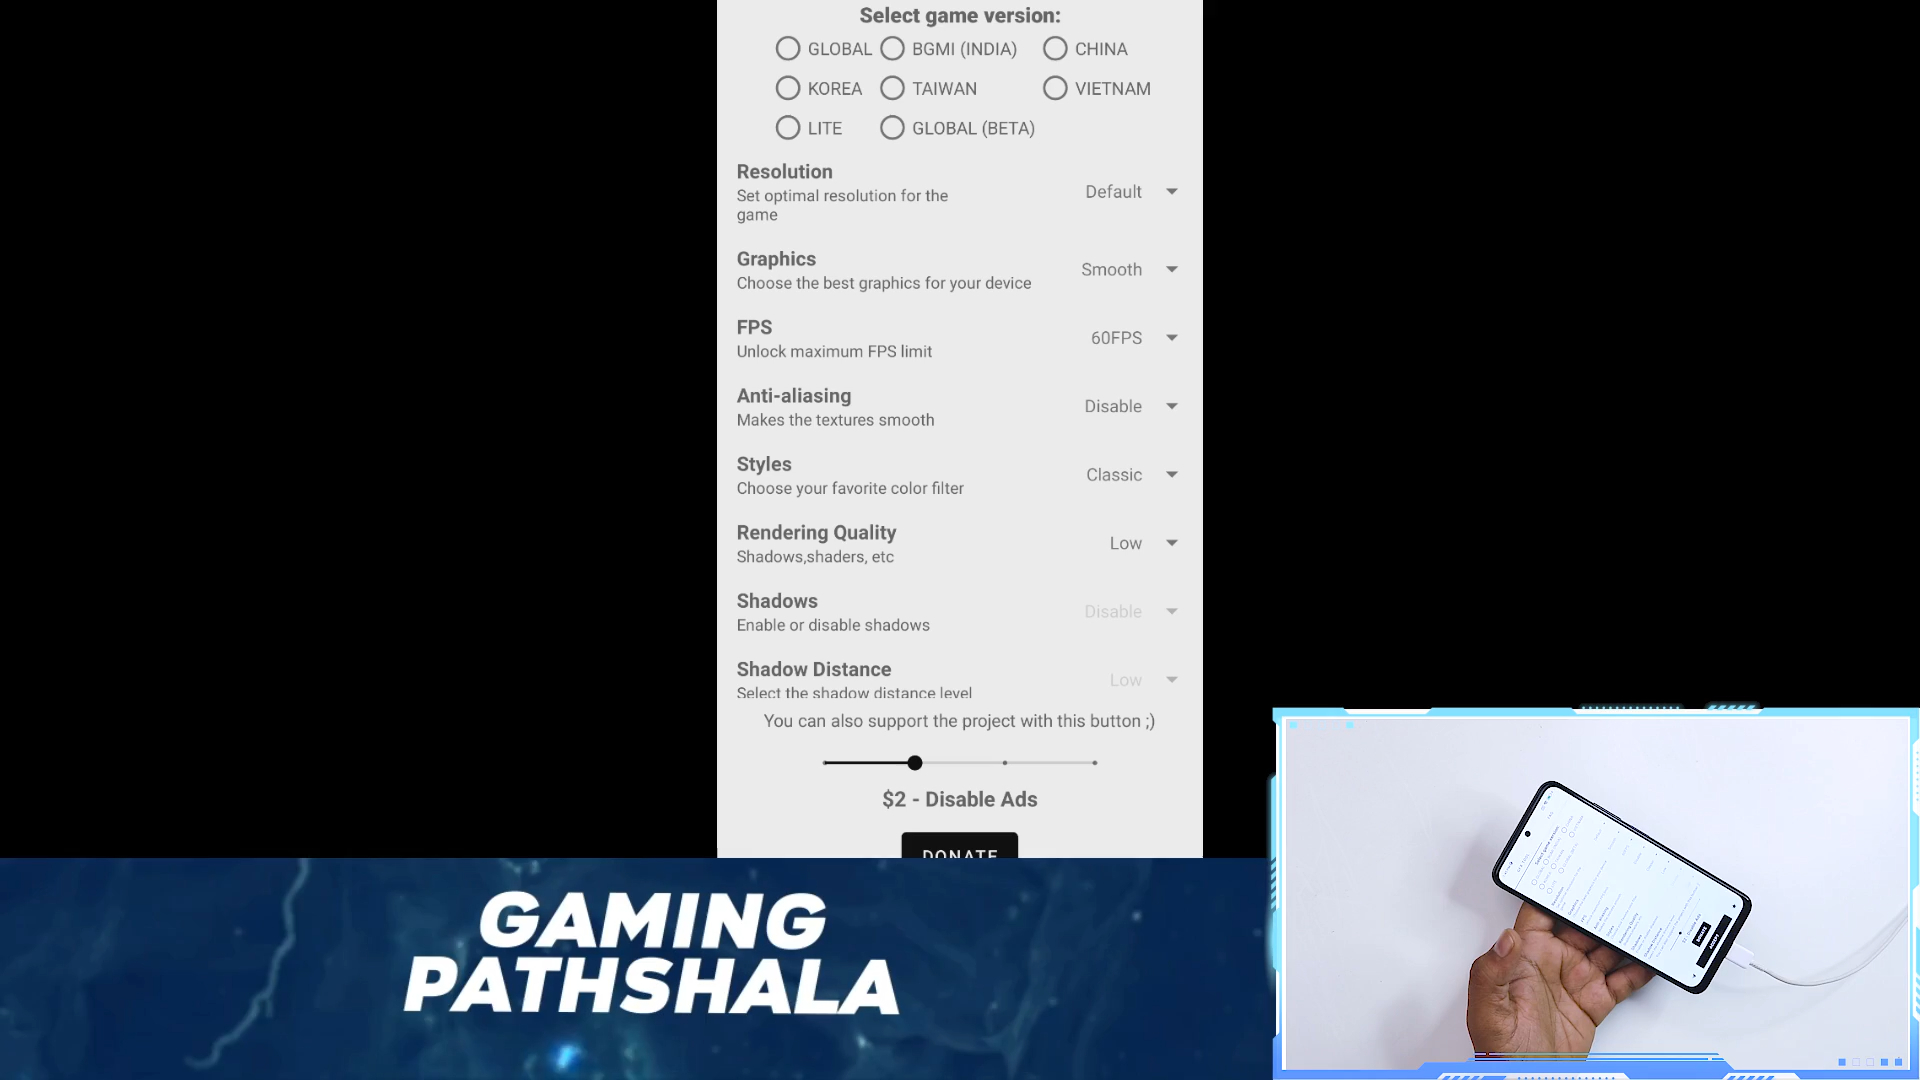 Select game version:
GLOBAL BGMI (INDIA) CHINA
KOREA TAIWAN VIETNAM
LITE GLOBAL (BETA)
Resolution
Set optimal resolution for the
game
Default
Graphics
Choose the best graphics for your device
Smooth
FPS
Unlock maximum FPS limit
60FPS
Anti-aliasing
Makes the textures smooth
Disable
Styles
Choose your favorite color filter
Classic
Rendering Quality
Shadows,shaders, etc
Low
Shadows
Enable or disable shadows
Disable
Shadow Distance
Select the shadow distance level
Low
You can also support the project with this button ;)
$2 - Disable Ads
DONATE
GAMING
PATHSHALA